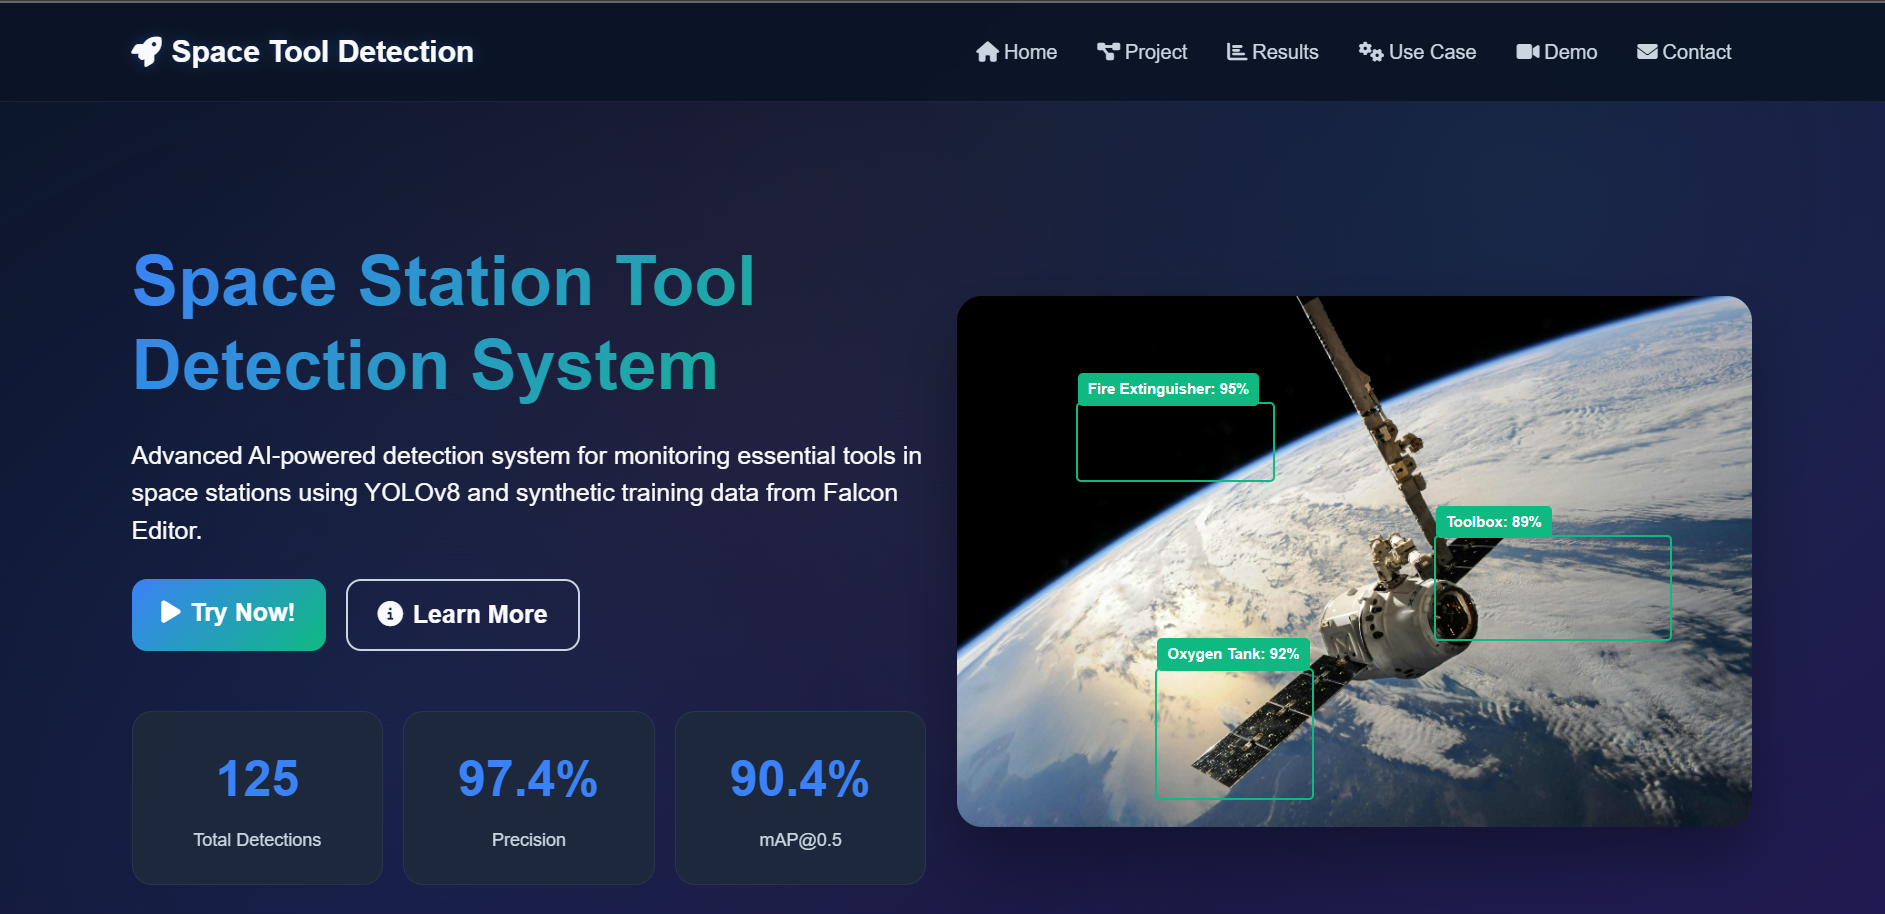 Space Tool Detection
Home
Project
Results
Use Case
Demo
Contact
Space Station Tool
Detection System
Advanced AI-powered detection system for monitoring essential tools in
space stations using YOLOv8 and synthetic training data from Falcon
Editor.
Try Now!
Learn More
125
Total Detections
97.4%
Precision
90.4%
mAP@0.5
Fire Extinguisher: 95%
Toolbox: 89%
Oxygen Tank: 92%